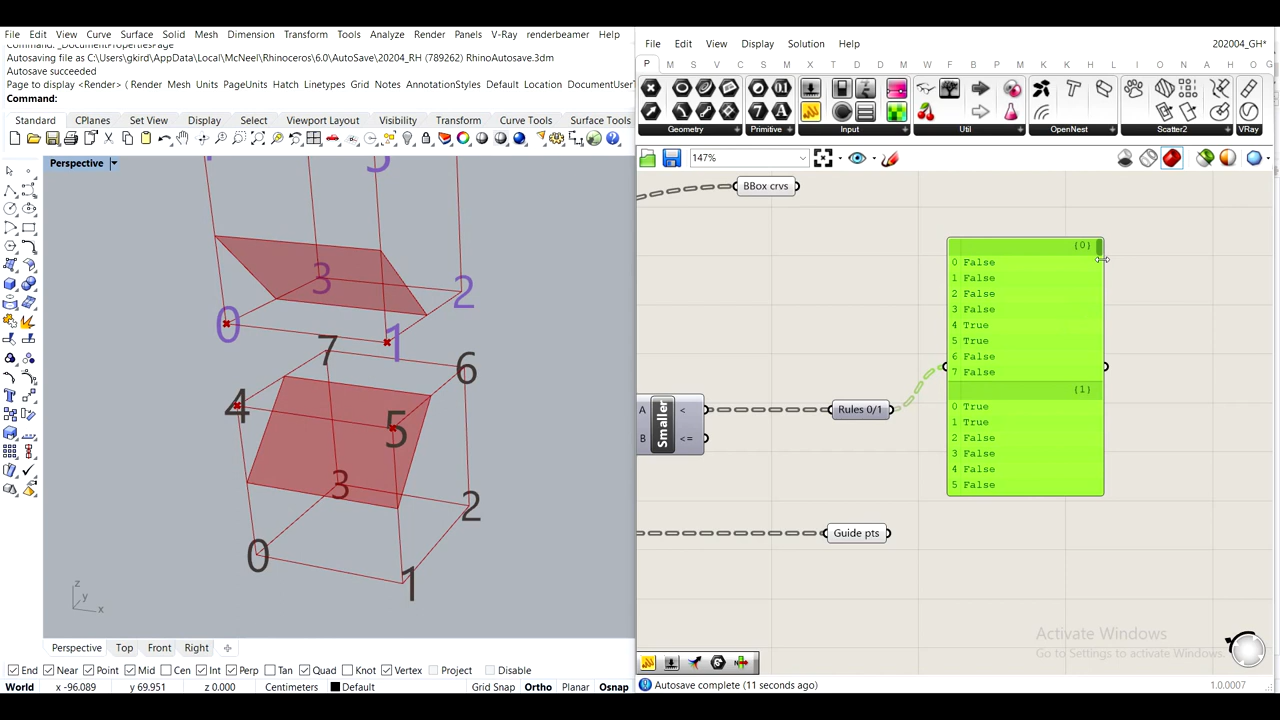 File Edit View Curve Surface Solid Mesh Dimension Transform Tools Analyze Render Panels V-Ray renderbeamer Help
Autosaving file as C:\Users\gkird\AppData\Local\McNeel\Rhinoceros\6.0\AutoSave\20204_RH (789262) RhinoAutosave.3dm
Autosave succeeded
Page to display <Render> ( Render Mesh Units PageUnits Hatch Linetypes Grid Notes AnnotationStyles Default Location DocumentUser
Command:
Standard CPlanes Set View Display Select Viewport Layout Visibility Transform Curve Tools Surface Tools
Perspective
5
3
2
0
1
7
6
4
5
3
2
0
1
z
y
x
Perspective Top Front Right
End Near Point Mid Cen Int Perp Tan Quad Knot Vertex Project Disable
World x -96.089 y 69.951 z 0.000 Centimeters Default Grid Snap Ortho Planar Osnap
File Edit View Display Solution Help
202004_GH*
P M S V C S M I T D W F B K H L E A O G
Geometry Primitive Input Util OpenNest Scatter2 VRay
147%
BBox crvs
{0}
0 False
1 False
2 False
3 False
4 True
5 True
6 False
7 False
{1}
0 True
1 True
2 False
3 False
4 False
5 False
A
B
Smaller
<
<=
Rules 0/1
Guide pts
Activate Windows
Go to Settings to activate Windows.
Autosave complete (11 seconds ago)
1.0.0007